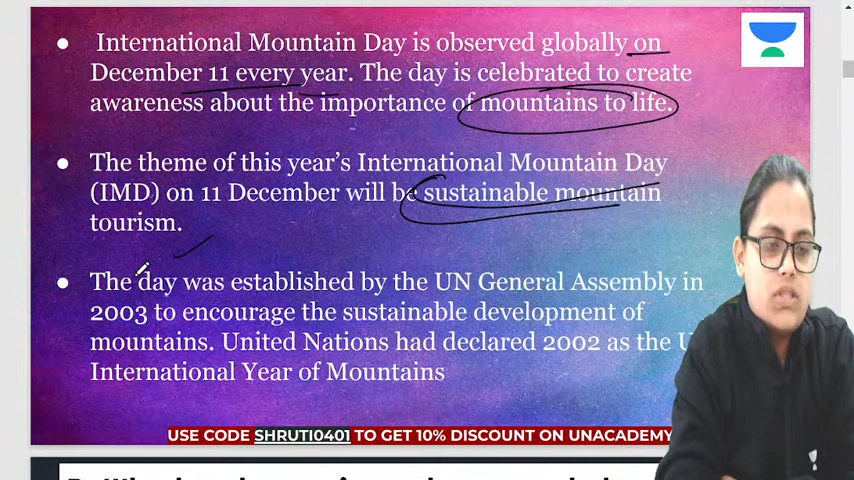 International Mountain Day is observed globally on
December 11 every year. The day is celebrated to create
awareness about the importance of mountains to life.
The theme of this year's International Mountain Day
(IMD) on 11 December will be sustainable mountain
tourism.
The day was established by the UN General Assembly in
2003 to encourage the sustainable development of
mountains. United Nations had declared 2002 as the U
International Year of Mountains
USE CODE SHRUTI0401 TO GET 10% DISCOUNT ON UNACADEMY